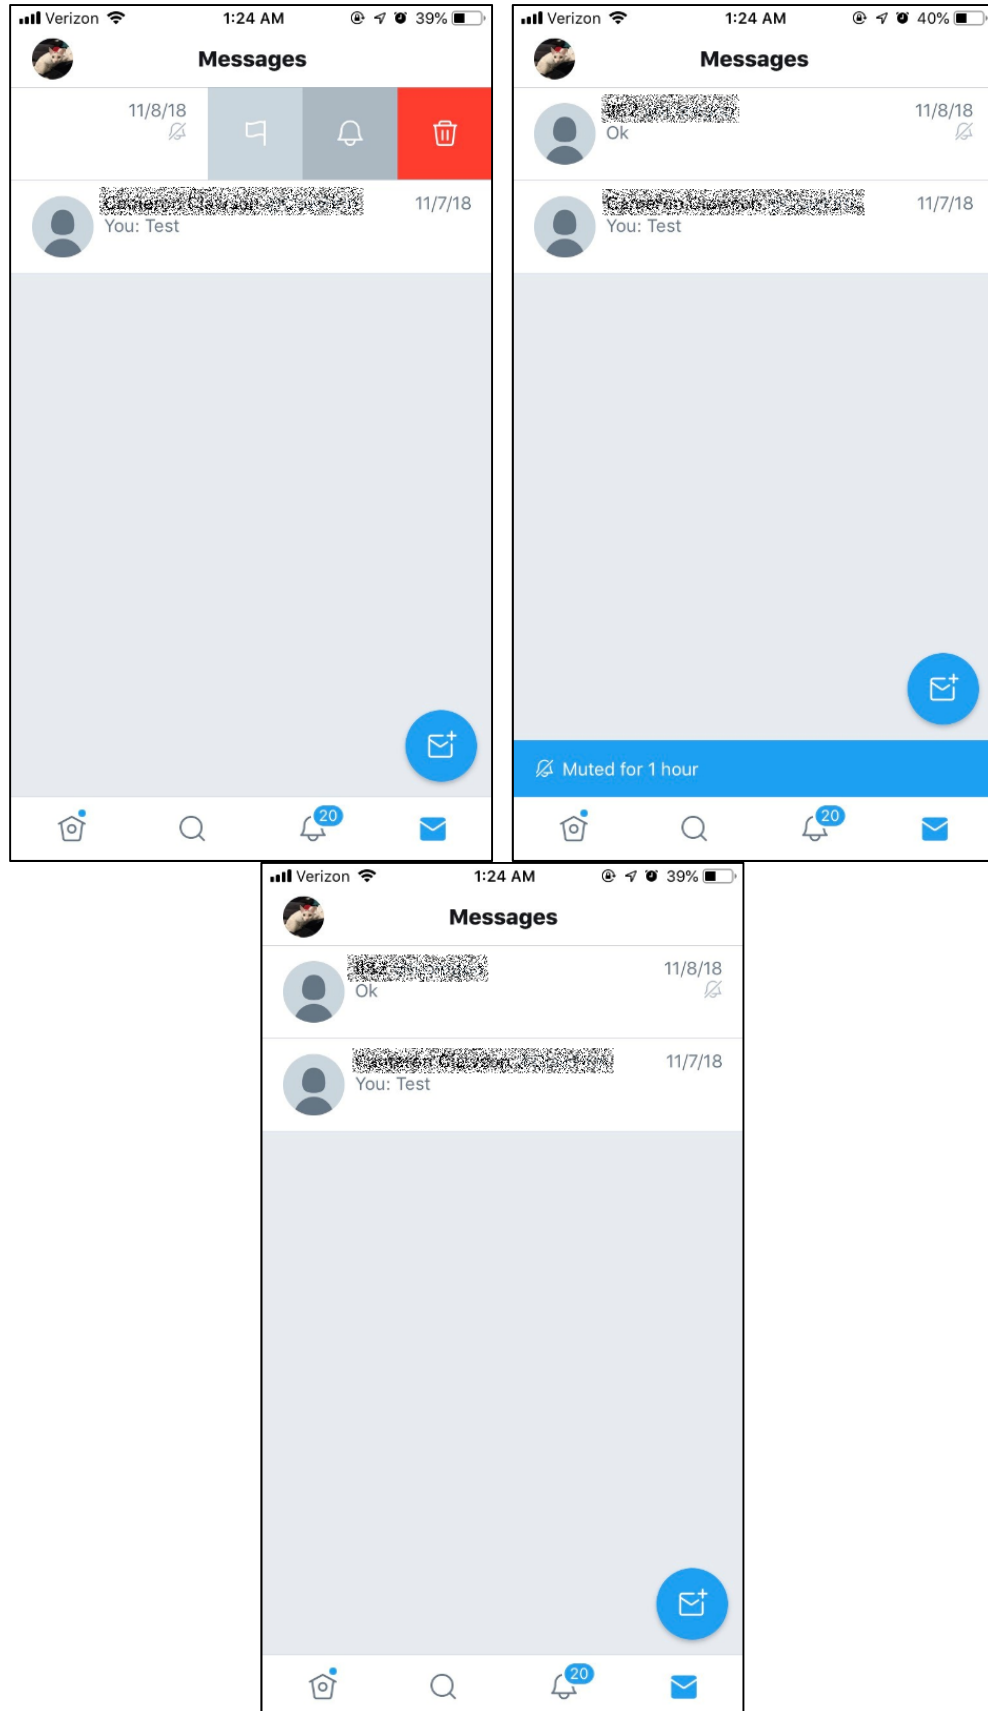 Verizon 1:24 AM 39%
Messages
11/8/18
11/7/18
You: Test
20
Verizon 1:24 AM 40%
Messages
11/8/18
Ok
11/7/18
You: Test
Muted for 1 hour
20
Verizon 1:24 AM 39%
Messages
11/8/18
Ok
11/7/18
You: Test
20